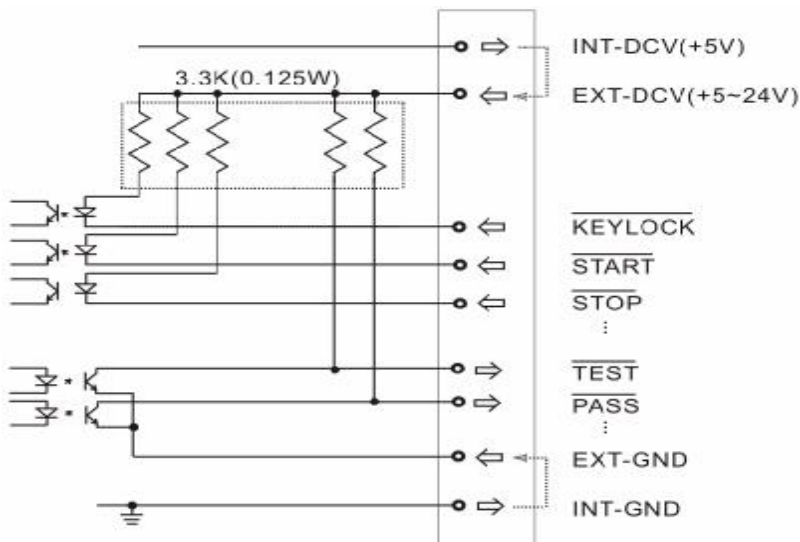 INT-DCV(+5V)
3.3K(0.125W)
EXT-DCV(+5~24V)
KEYLOCK
START
STOP
⋮
TEST
PASS
⋮
EXT-GND
INT-GND